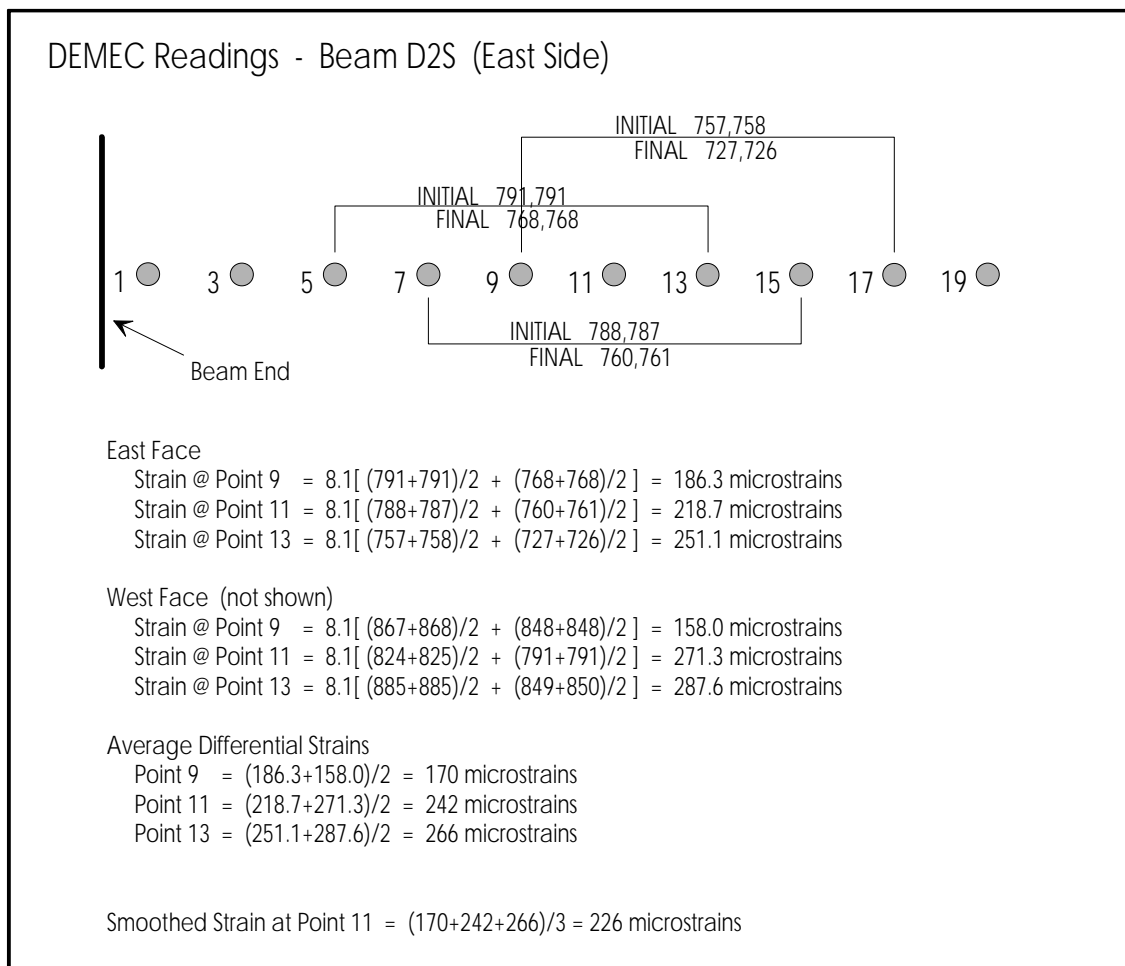 DEMEC Readings - Beam D2S (East Side)
INITIAL 757,758
FINAL 727,726
INITIAL 791,791
FINAL 768,768
1 3 5 7 9 11 13 15 17 19
INITIAL 788,787
FINAL 760,761
Beam End
East Face
Strain @ Point 9 = 8.1[ (791+791)/2 + (768+768)/2 ] = 186.3 microstrains
Strain @ Point 11 = 8.1[ (788+787)/2 + (760+761)/2 ] = 218.7 microstrains
Strain @ Point 13 = 8.1[ (757+758)/2 + (727+726)/2 ] = 251.1 microstrains
West Face (not shown)
Strain @ Point 9 = 8.1[ (867+868)/2 + (848+848)/2 ] = 158.0 microstrains
Strain @ Point 11 = 8.1[ (824+825)/2 + (791+791)/2 ] = 271.3 microstrains
Strain @ Point 13 = 8.1[ (885+885)/2 + (849+850)/2 ] = 287.6 microstrains
Average Differential Strains
Point 9 = (186.3+158.0)/2 = 170 microstrains
Point 11 = (218.7+271.3)/2 = 242 microstrains
Point 13 = (251.1+287.6)/2 = 266 microstrains
Smoothed Strain at Point 11 = (170+242+266)/3 = 226 microstrains